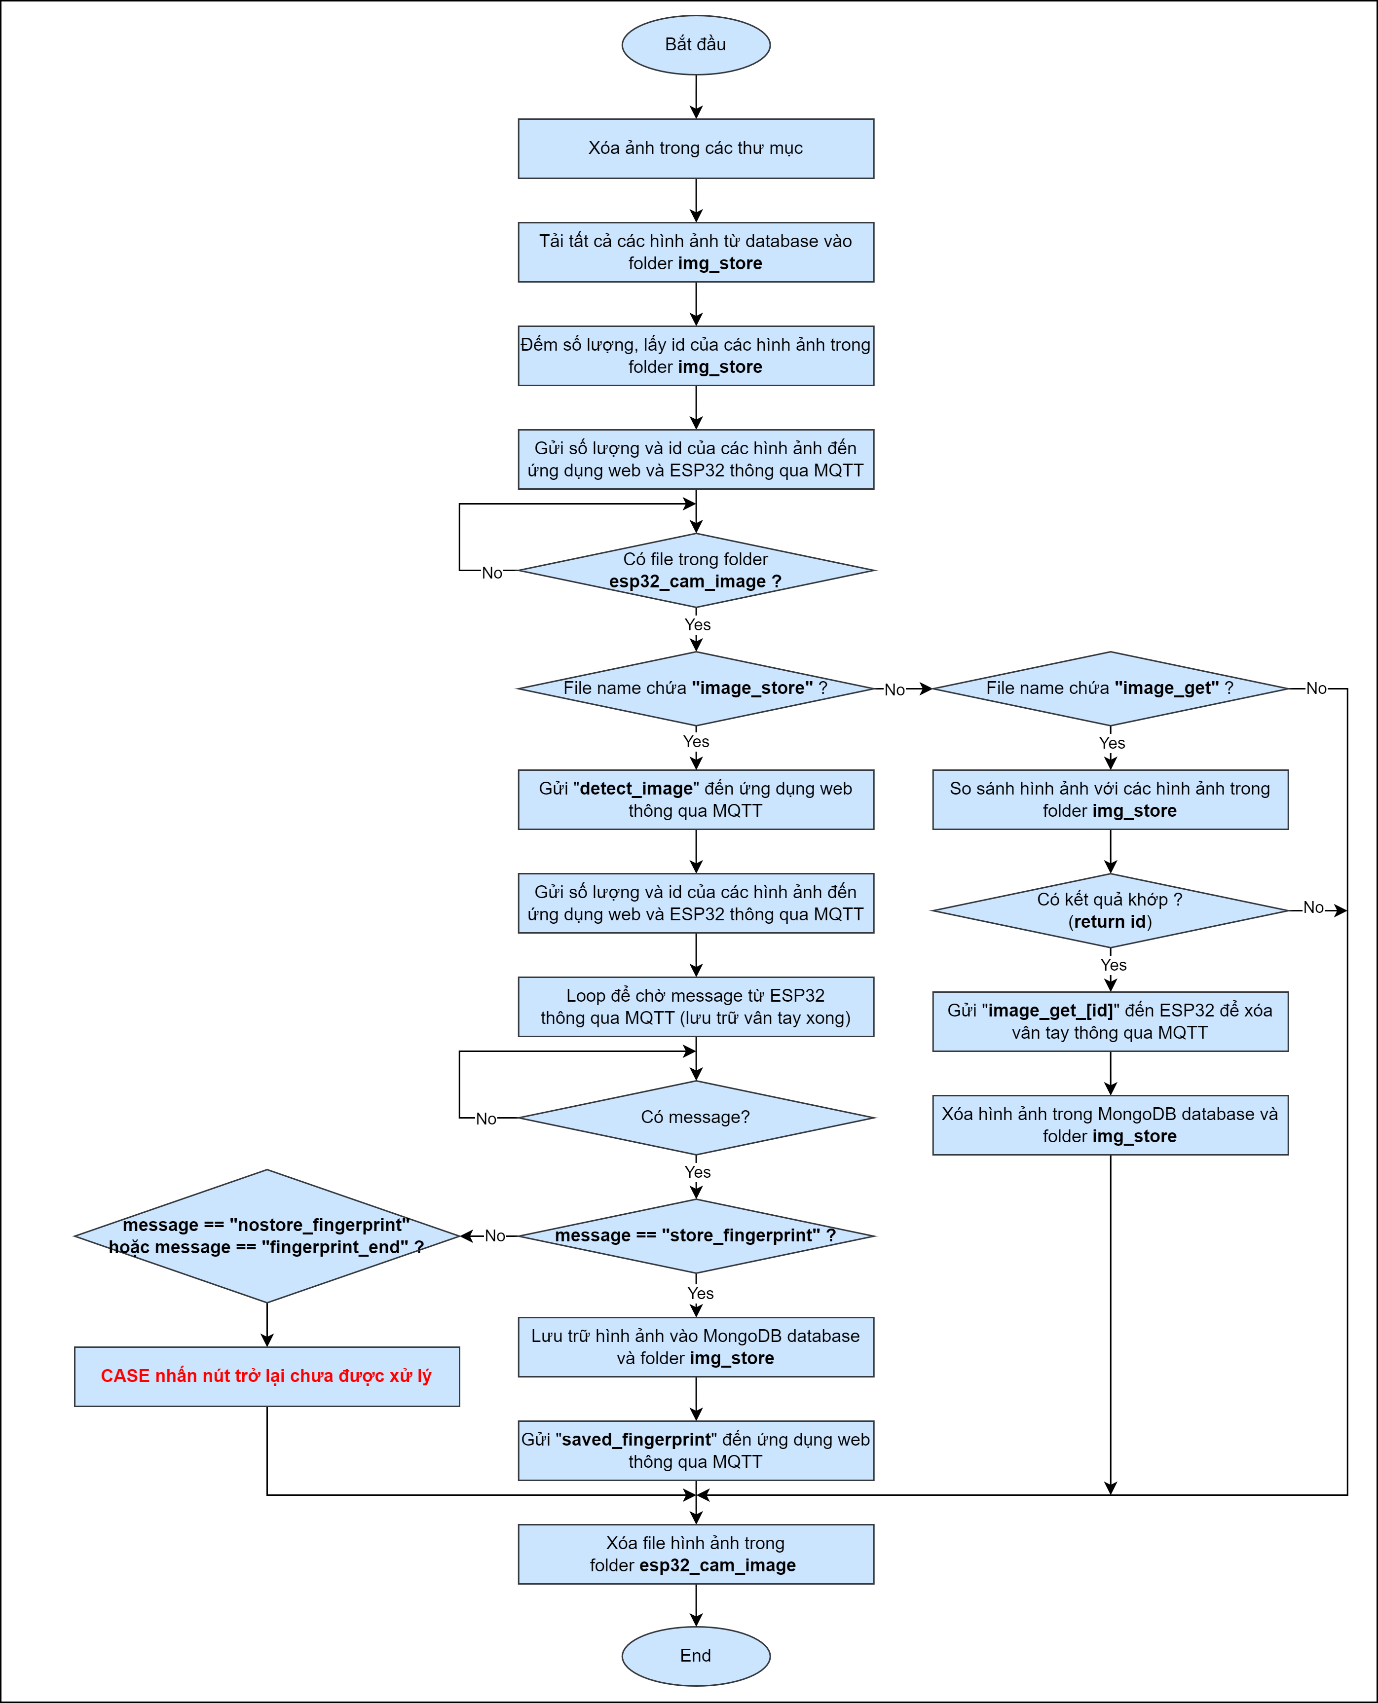 Bắt đầu
Xóa ảnh trong các thư mục
Tải tất cả các hình ảnh từ database vào
folder img_store
Đếm số lượng, lấy id của các hình ảnh trong
folder img_store
Gửi số lượng và id của các hình ảnh đến
ứng dụng web và ESP32 thông qua MQTT
Có file trong folder
esp32_cam_image ?
No
Yes
File name chứa "image_store" ?
No
File name chứa "image_get" ?
No
Yes
Yes
Gửi "detect_image" đến ứng dụng web
thông qua MQTT
So sánh hình ảnh với các hình ảnh trong
folder img_store
Gửi số lượng và id của các hình ảnh đến
ứng dụng web và ESP32 thông qua MQTT
Có kết quả khớp ?
(return id)
No
Yes
Loop để chờ message từ ESP32
thông qua MQTT (lưu trữ vân tay xong)
Gửi "image_get_[id]" đến ESP32 để xóa
vân tay thông qua MQTT
Có message?
No
Xóa hình ảnh trong MongoDB database và
folder img_store
Yes
message == "nostore_fingerprint"
hoặc message == "fingerprint_end" ?
No
message == "store_fingerprint" ?
Yes
Lưu trữ hình ảnh vào MongoDB database
và folder img_store
CASE nhấn nút trở lại chưa được xử lý
Gửi "saved_fingerprint" đến ứng dụng web
thông qua MQTT
Xóa file hình ảnh trong
folder esp32_cam_image
End